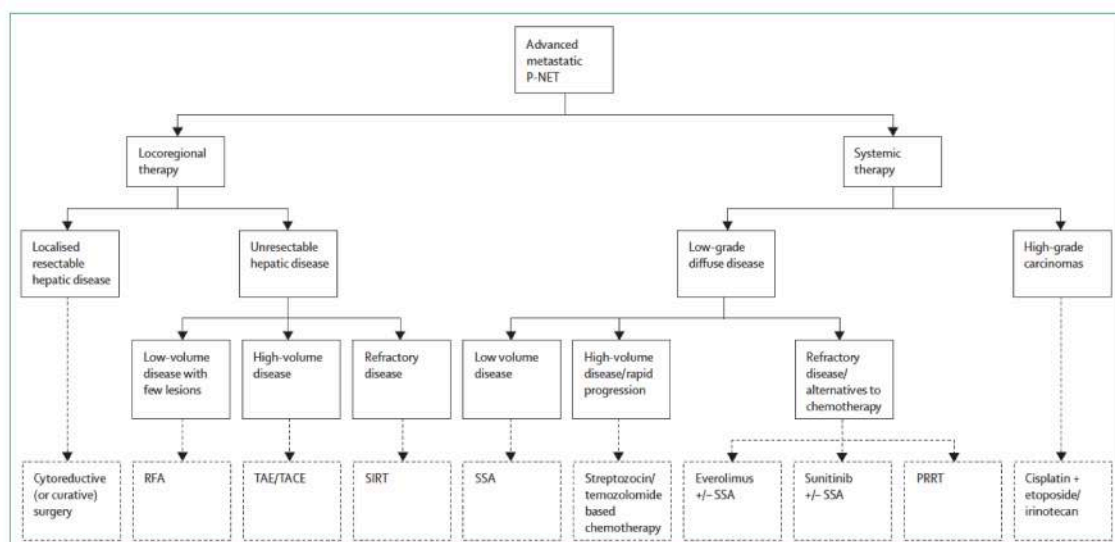 Advanced
metastatic
P-NET
Locoregional
therapy
Systemic
therapy
Localised
resectable
hepatic disease
Unresectable
hepatic disease
Low-grade
diffuse disease
High-grade
carcinomas
Low-volume
disease with
few lesions
High-volume
disease
Refractory
disease
Low volume
disease
High-volume
disease/rapid
progression
Refractory
disease/
alternatives to
chemotherapy
Cytoreductive
(or curative)
surgery
RFA
TAE/TACE
SIRT
SSA
Streptozocin/
temozolomide
based
chemotherapy
Everolimus
+/– SSA
Sunitinib
+/– SSA
PRRT
Cisplatin +
etoposide/
irinotecan